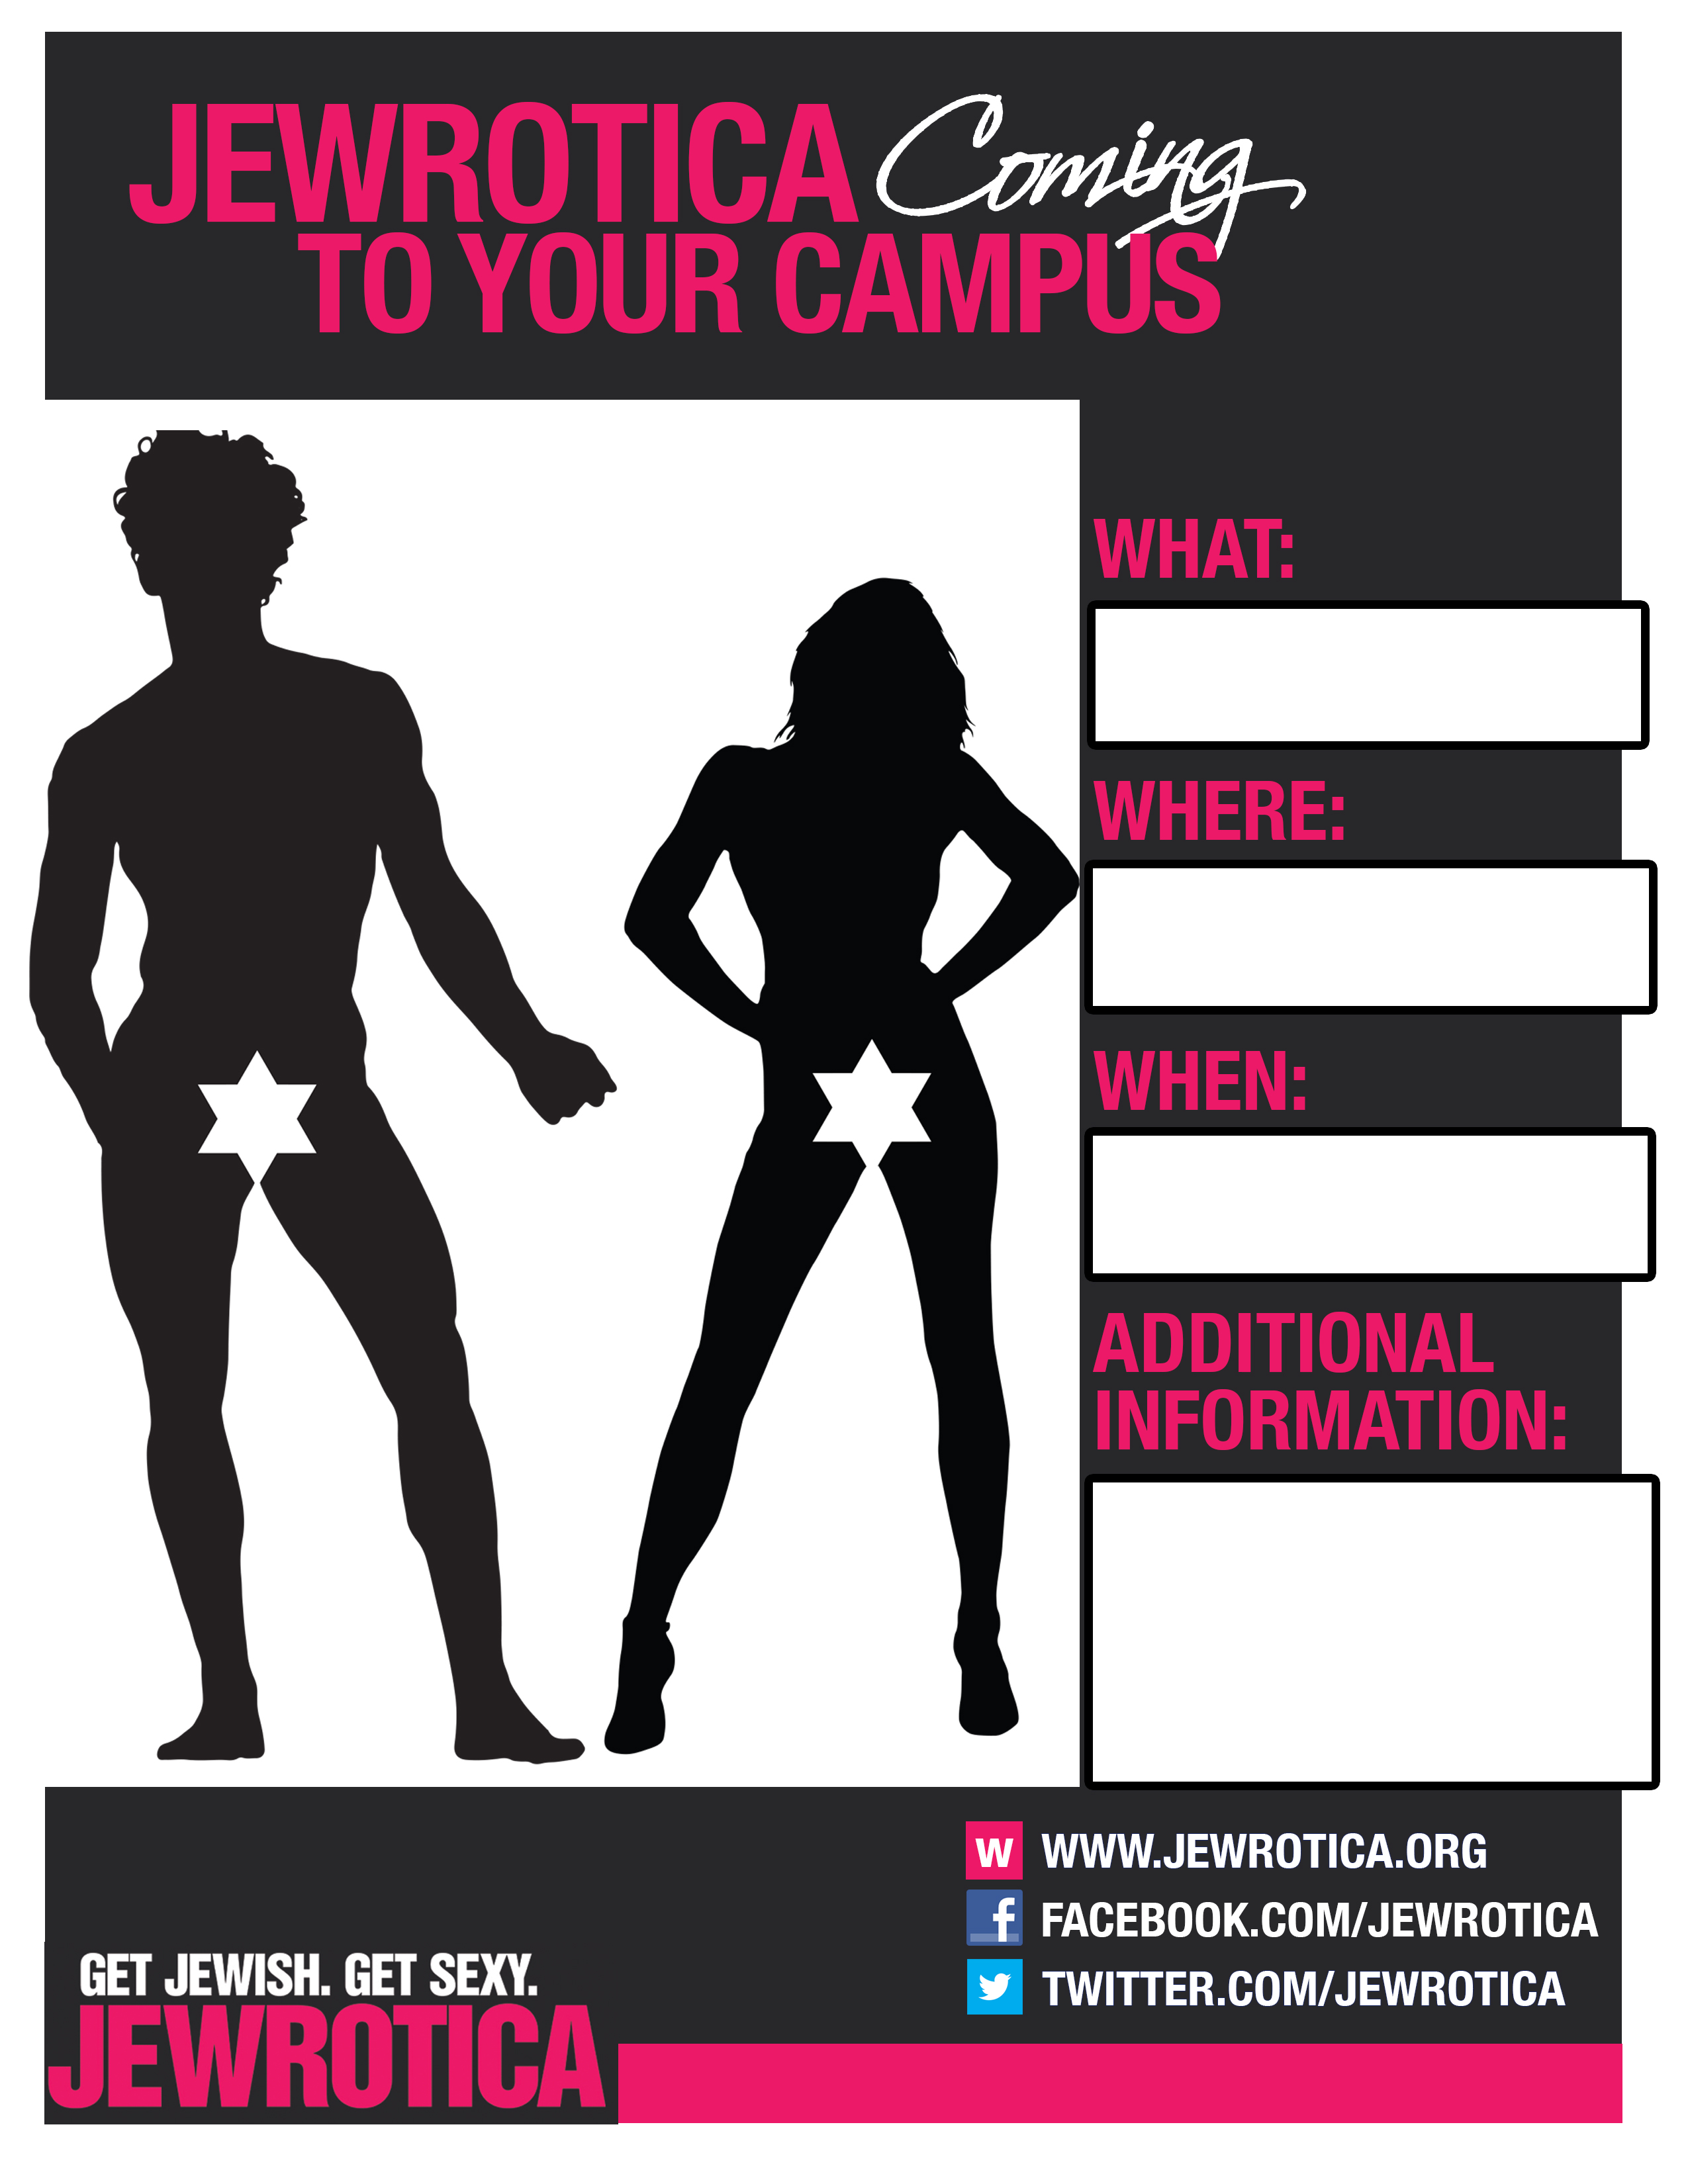 JEWROTICA Coming
TO YOUR CAMPUS
WHAT:
WHERE:
WHEN:
ADDITIONAL
INFORMATION:
W WWW.JEWROTICA.ORG
f FACEBOOK.COM/JEWROTICA
TWITTER.COM/JEWROTICA
GET JEWISH. GET SEXY.
JEWROTICA